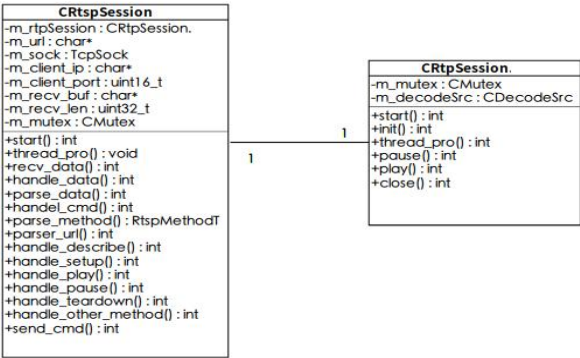 CRtspSession
-m_rtpSession : CRtpSession.
-m_url : char*
-m_sock : TcpSock
-m_client_ip : char*
-m_client_port : uint16_t
-m_recv_buf : char*
-m_recv_len : uint32_t
-m_mutex : CMutex
+start() : int
+thread_pro() : void
+recv_data() : int
+handle_data() : int
+parse_data() : int
+handel_cmd() : int
+parse_method() : RtspMethodT
+parser_url() : int
+handle_describe() : int
+handle_setup() : int
+handle_play() : int
+handle_pause() : int
+handle_teardown() : int
+handle_other_method() : int
+send_cmd() : int
1
1
CRtpSession.
-m_mutex : CMutex
-m_decodeSrc : CDecodeSrc
+start() : int
+init() : int
+thread_pro() : int
+pause() : int
+play() : int
+close() : int